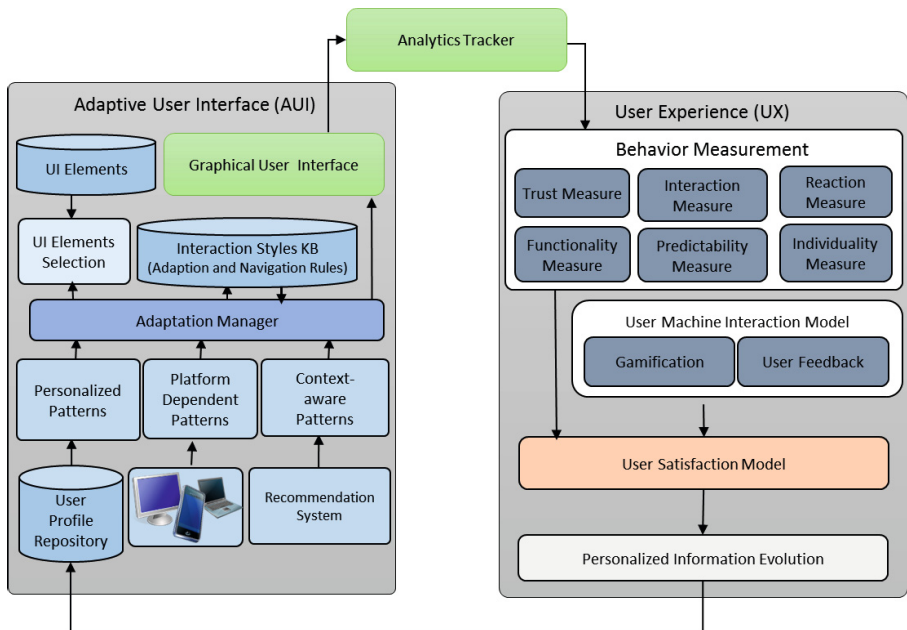 Analytics Tracker
Adaptive User Interface (AUI)
UI Elements
Graphical User Interface
UI Elements
Selection
Interaction Styles KB
(Adaption and Navigation Rules)
Adaptation Manager
Personalized
Patterns
Platform
Dependent
Patterns
Context-
aware
Patterns
User
Profile
Repository
Recommendation
System
User Experience (UX)
Behavior Measurement
Trust Measure
Interaction
Measure
Reaction
Measure
Functionality
Measure
Predictability
Measure
Individuality
Measure
User Machine Interaction Model
Gamification
User Feedback
User Satisfaction Model
Personalized Information Evolution